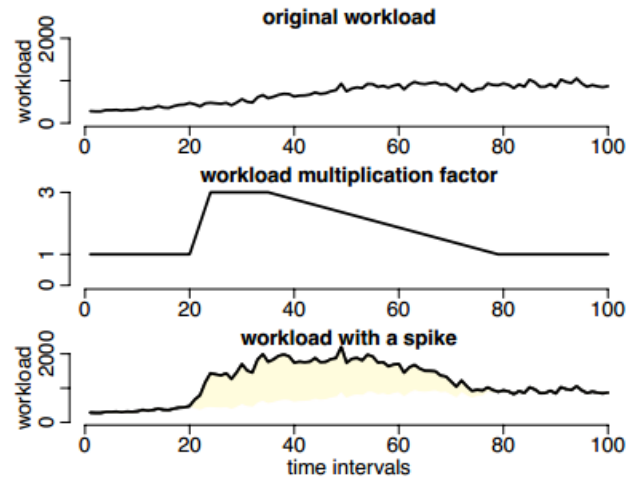 original workload
workload
2000
0
0 20 40 60 80 100
workload multiplication factor
3
1
0
0 20 40 60 80 100
workload with a spike
workload
2000
0
0 20 40 60 80 100
time intervals